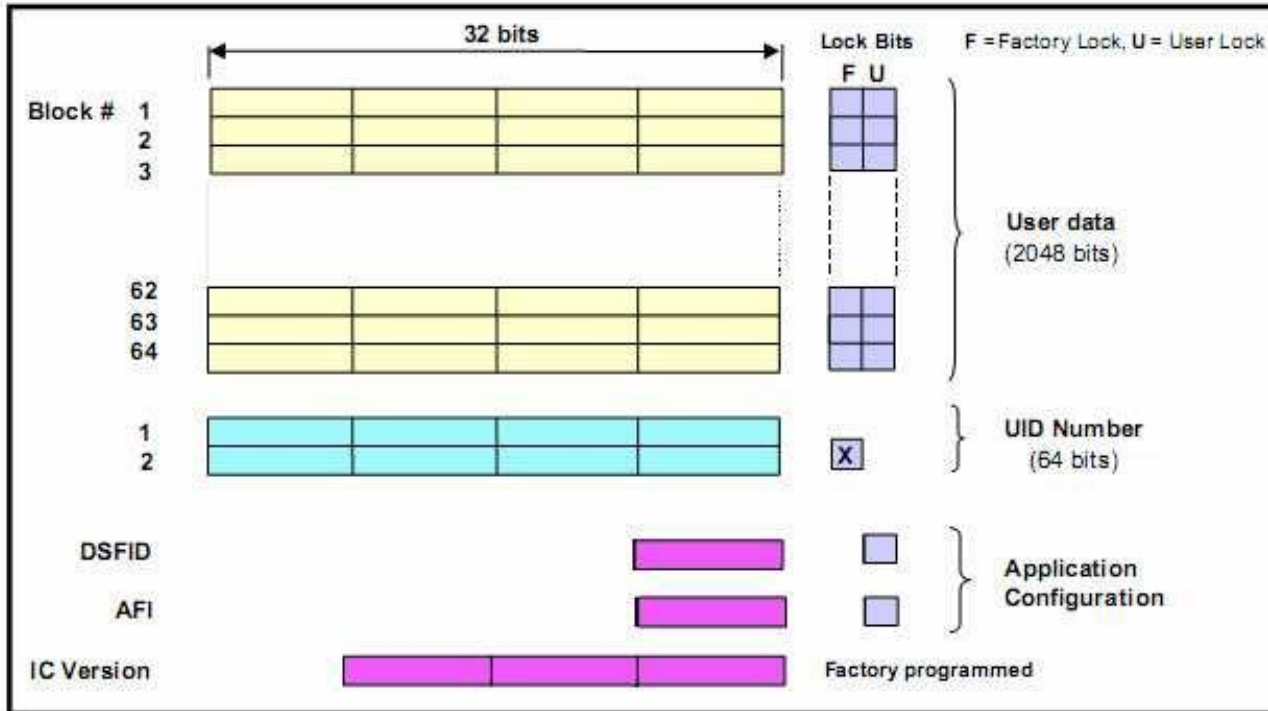 32 bits
Lock Bits
F =Factory Lock, U = User Lock
F U
Block # 1
2
3
User data
(2048 bits)
62
63
64
1
2
X
UID Number
(64 bits)
DSFID
AFI
Application
Configuration
IC Version
Factory programmed